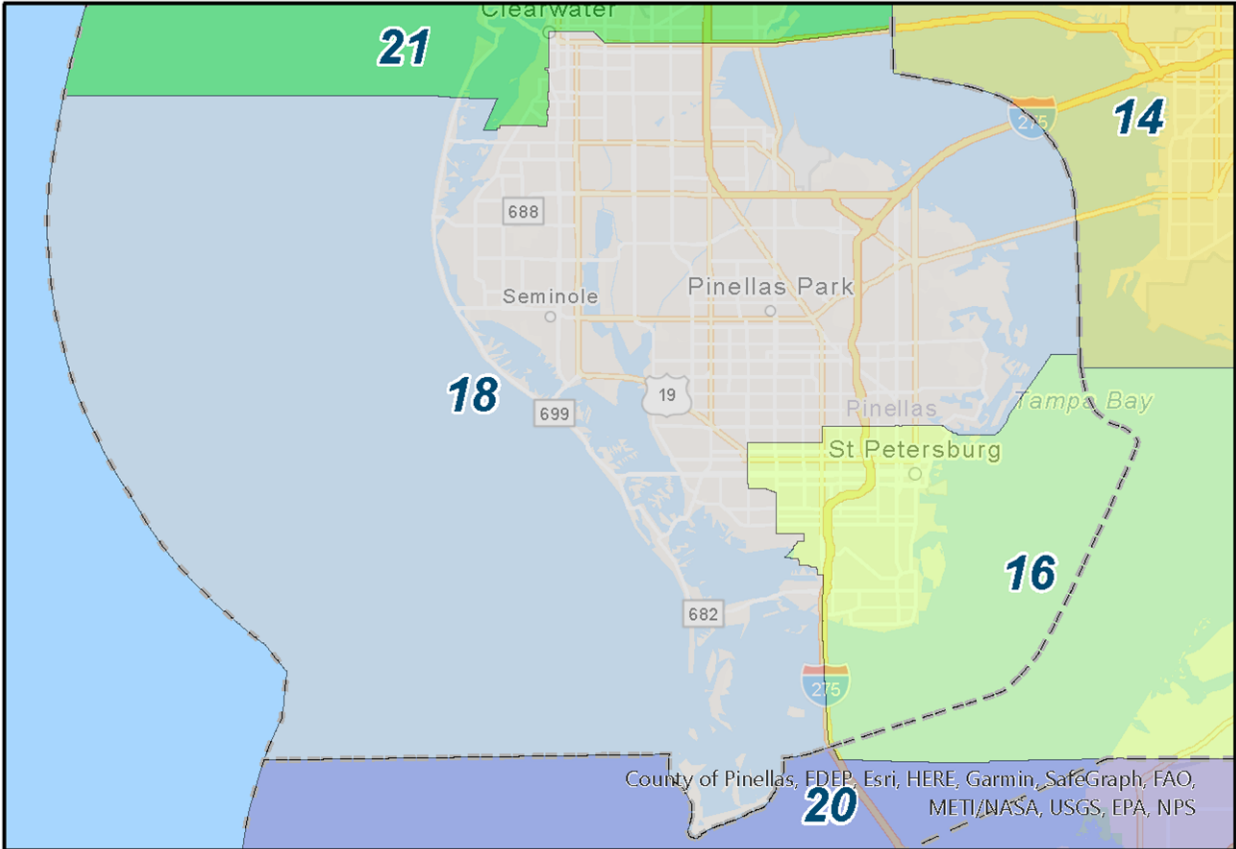 Clearwater
21
14
275
688
Seminole
Pinellas Park
18
19
699
Pinellas
Tampa Bay
St Petersburg
16
682
275
County of Pinellas, FDEP, Esri, HERE, Garmin, SafeGraph, FAO,
METI/NASA, USGS, EPA, NPS
20